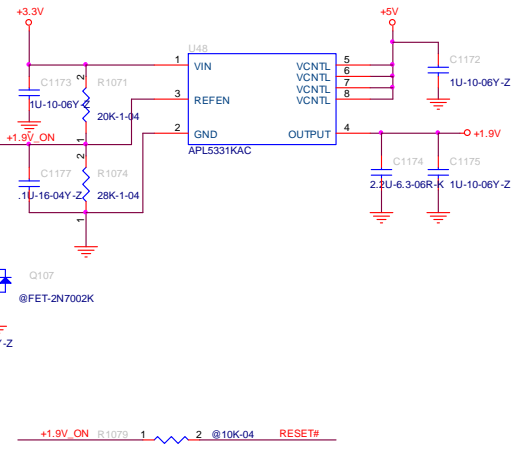 +3.3V
+5V
U48
C1173
1U-10-06Y-Z
2
R1071
20K-1-04
1
1
VIN
3
REFEN
2
GND
VCNTL
5
VCNTL
6
VCNTL
7
VCNTL
8
OUTPUT
4
APL5331KAC
C1172
1U-10-06Y-Z
+1.9V
+1.9V_ON
C1177
.1U-16-04Y-Z
2
R1074
28K-1-04
1
C1174
2.2U-6.3-06R-K
C1175
1U-10-06Y-Z
Q107
@FET-2N7002K
-Z
+1.9V_ON R1079 1 2 @10K-04 RESET#